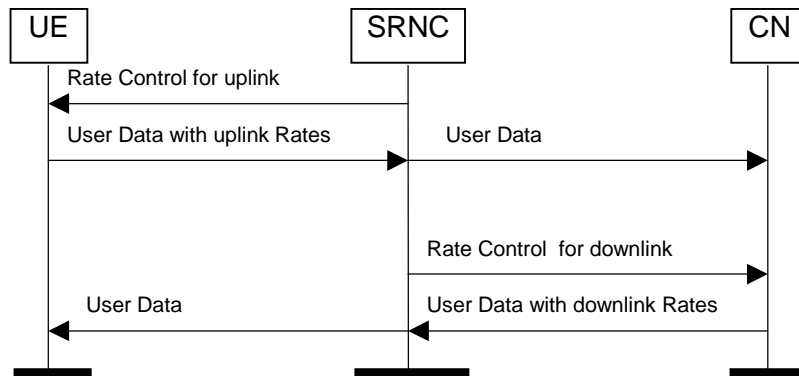 UE
SRNC
CN
Rate Control for uplink
User Data with uplink Rates
User Data
Rate Control  for downlink
User Data
User Data with downlink Rates